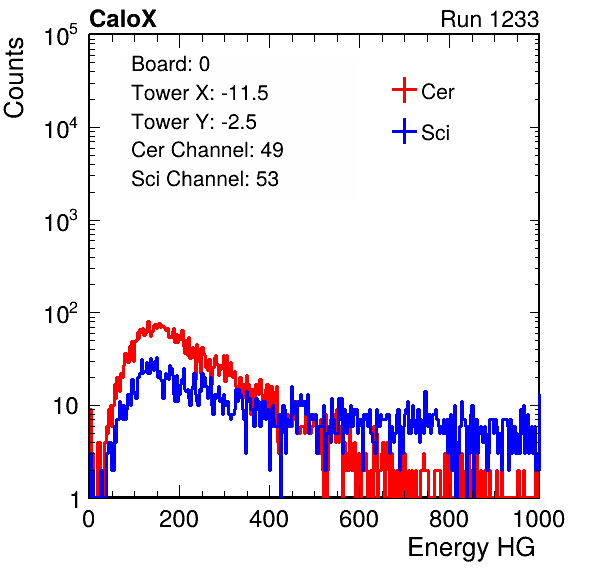 CaloX
Run 1233
Counts
Board: 0
Tower X: -11.5
Tower Y: -2.5
Cer Channel: 49
Sci Channel: 53
Cer
Sci
10^5
10^4
10^3
10^2
10
1
0 200 400 600 800 1000
Energy HG